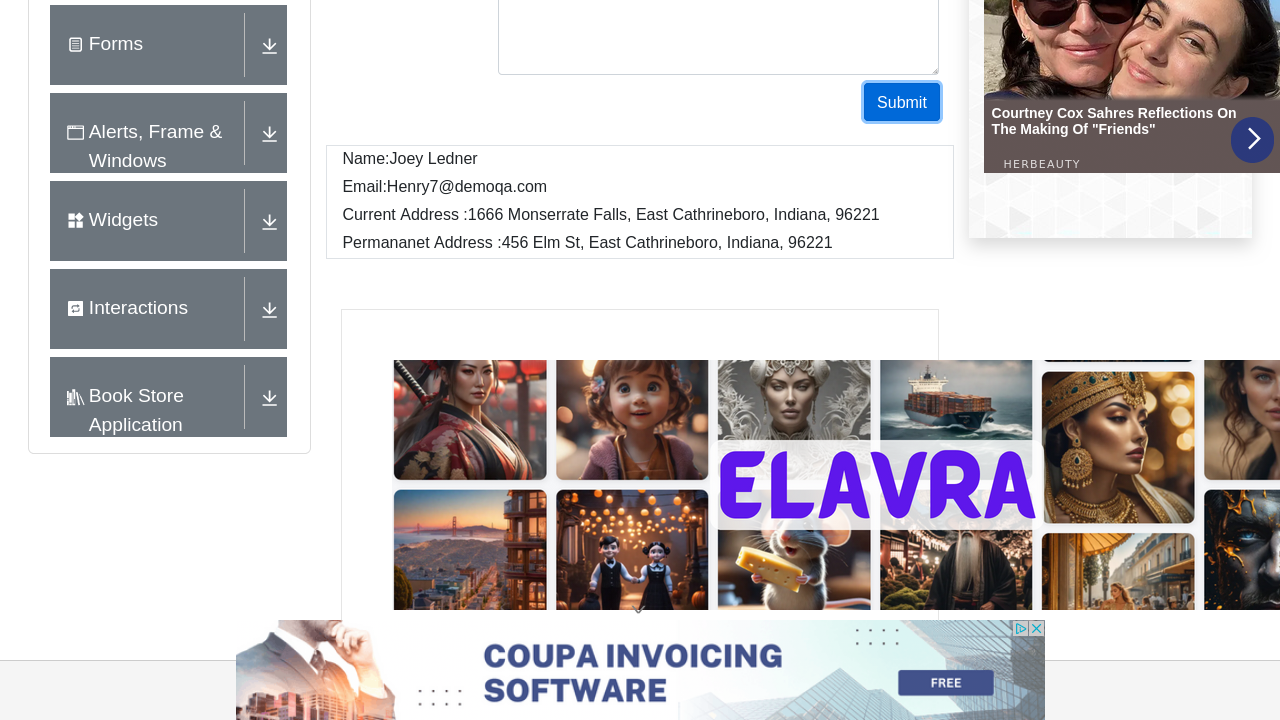 Forms
Alerts, Frame &
Windows
Widgets
Interactions
Book Store
Application
Submit
Name:Joey Ledner
Email:Henry7@demoqa.com
Current Address :1666 Monserrate Falls, East Cathrineboro, Indiana, 96221
Permananet Address :456 Elm St, East Cathrineboro, Indiana, 96221
Courtney Cox Sahres Reflections On
The Making Of "Friends"
HERBEAUTY
ELAVRA
COUPA INVOICING
SOFTWARE
FREE